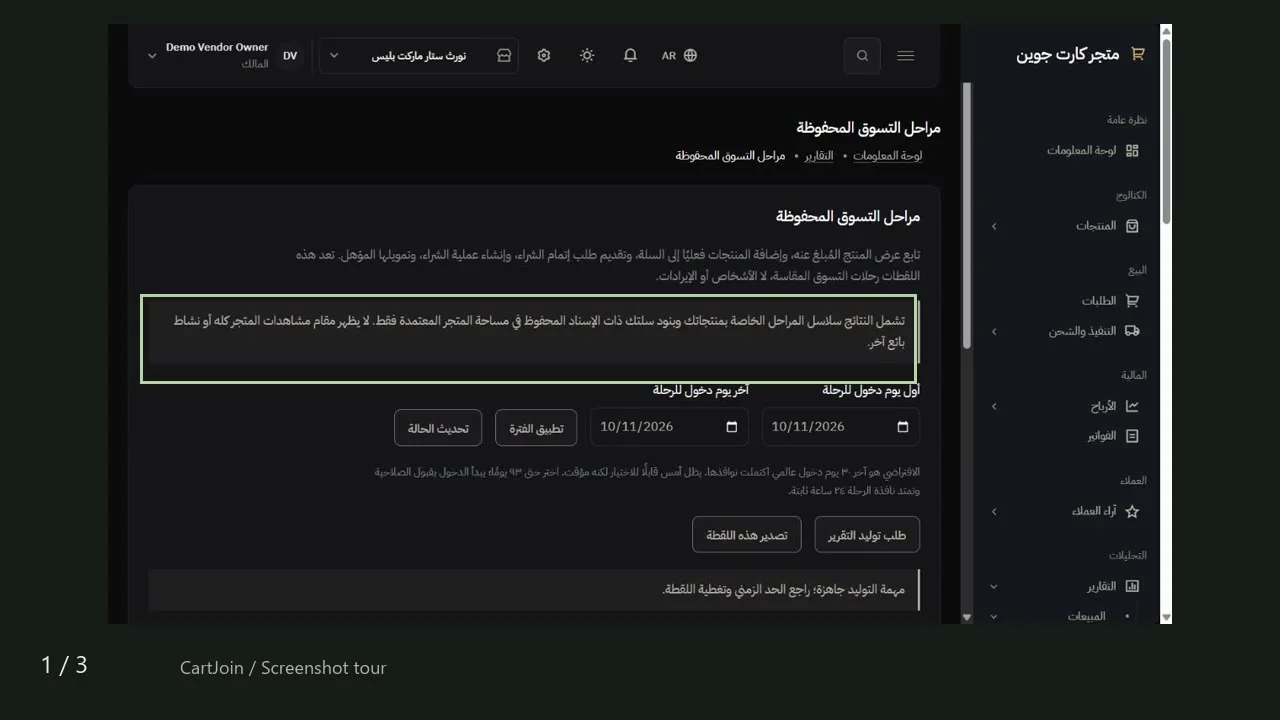 متجر كارت جوين
AR
نورث ستار ماركت بليس
DV
Demo Vendor Owner
المالك
نظرة عامة
لوحة المعلومات
الكتالوج
المنتجات
البيع
الطلبات
التنفيذ والشحن
المالية
الأرباح
الفواتير
العملاء
آراء العملاء
التحليلات
التقارير
• المبيعات
مراحل التسوق المحفوظة
لوحة المعلومات • التقارير • مراحل التسوق المحفوظة
مراحل التسوق المحفوظة
تابع عرض المنتج المُبلغ عنه، وإضافة المنتجات فعليًا إلى السلة، وتقديم طلب إتمام الشراء، وإنشاء عملية الشراء، وتمويلها المؤهل. تعد هذه
اللقطات رحلات التسوق المقاسة، لا الأشخاص أو الإيرادات.
تشمل النتائج سلاسل المراحل الخاصة بمنتجاتك وبنود سلتك ذات الإسناد المحفوظ في مساحة المتجر المعتمدة فقط. لا يظهر مقام مشاهدات المتجر كله أو نشاط
بائع آخر.
أول يوم دخول للرحلة
10/11/2026
آخر يوم دخول للرحلة
10/11/2026
تطبيق الفترة
تحديث الحالة
الافتراضي هو آخر ٣٠ يوم دخول عالمي اكتملت نوافذها. يظل أمس قابلًا للاختيار لكنه مؤقت. اختر حتى ٩٣ يومًا؛ يبدأ الدخول بقبول الصلاحية
وتمتد نافذة الرحلة ٢٤ ساعة ثابتة.
طلب توليد التقرير
تصدير هذه اللقطة
مهمة التوليد جاهزة؛ راجع الحد الزمني وتغطية اللقطة.
1 / 3
CartJoin / Screenshot tour